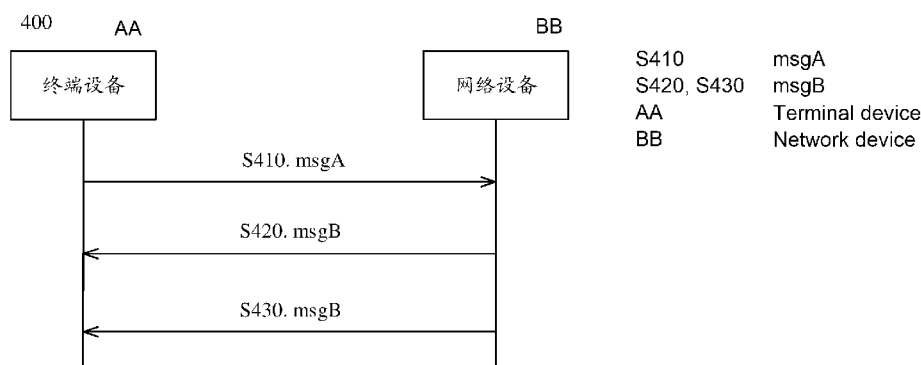 400
AA
BB
终端设备
网络设备
S410. msgA
S420. msgB
S430. msgB
S410 msgA
S420, S430 msgB
AA Terminal device
BB Network device